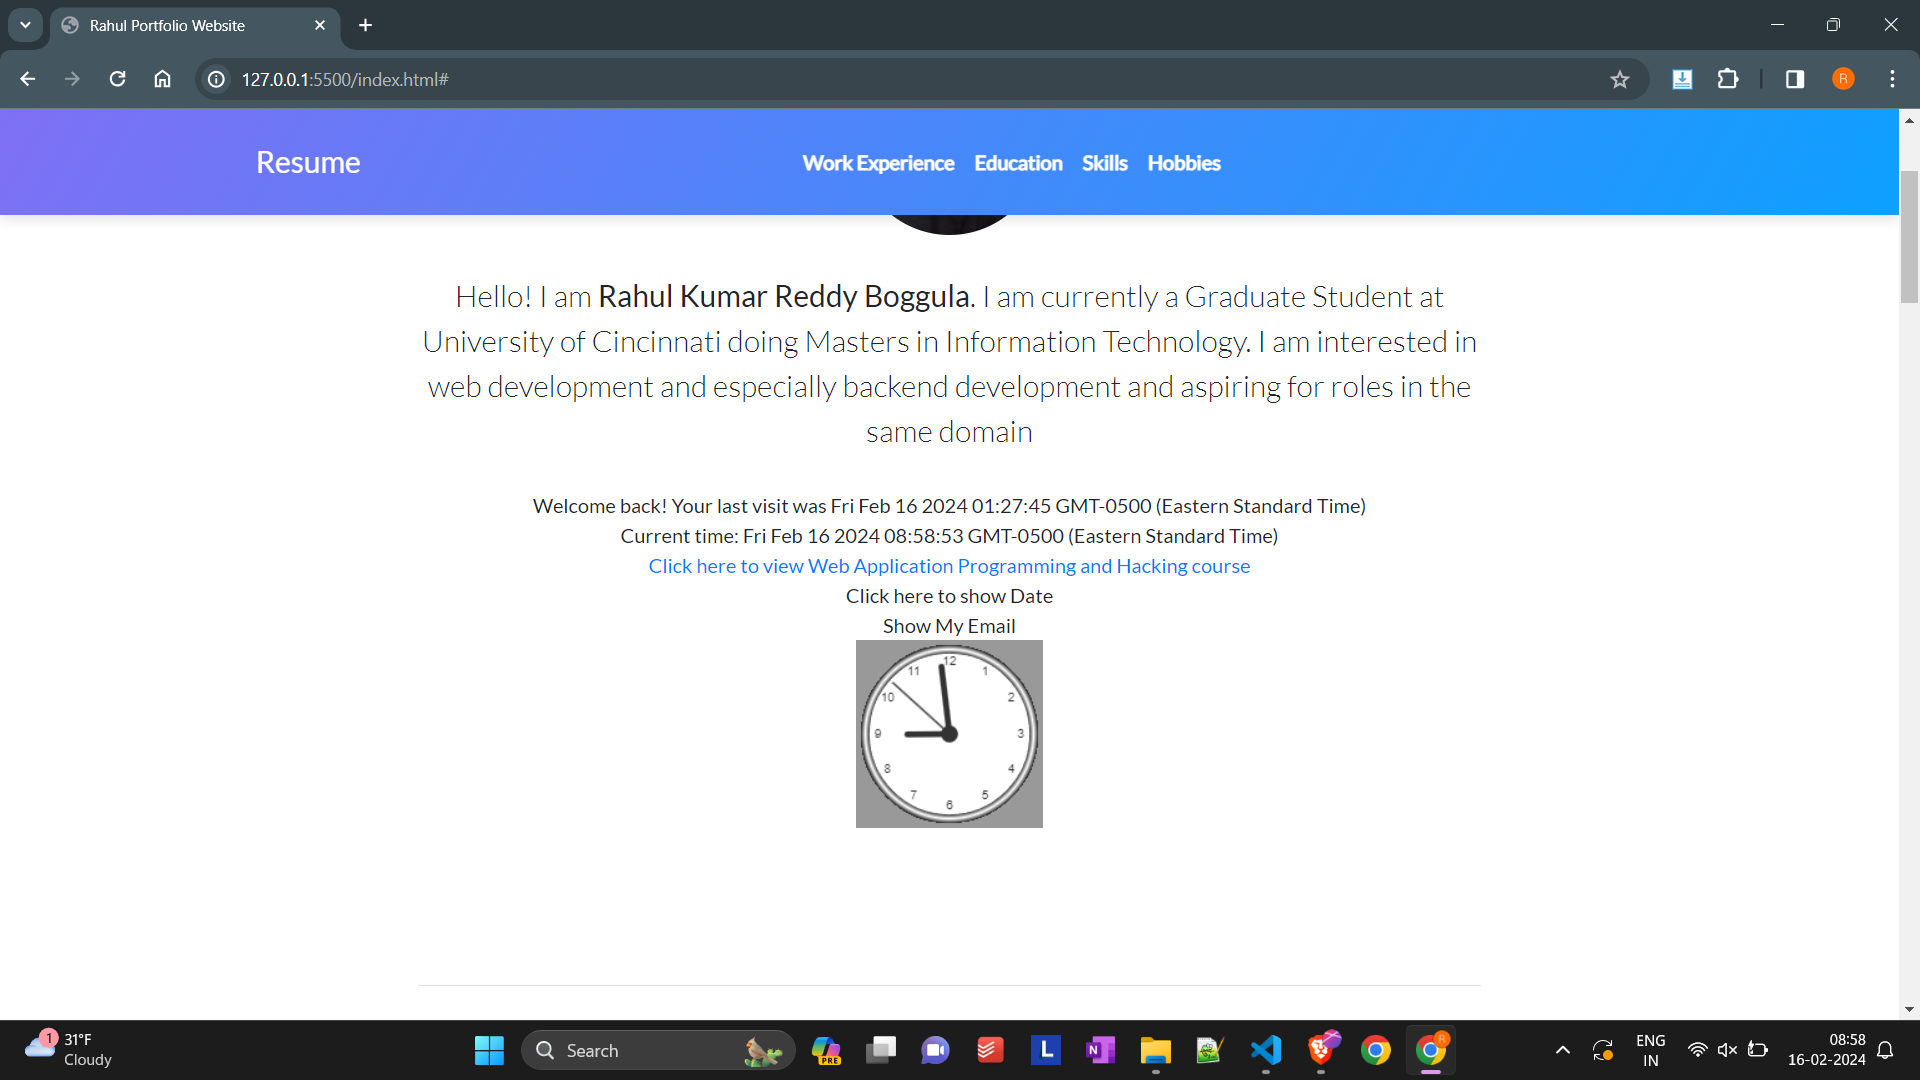 Rahul Portfolio Website
127.0.0.1:5500/index.html#
R
Resume
Work Experience Education Skills Hobbies
Hello! I am Rahul Kumar Reddy Boggula. I am currently a Graduate Student at
University of Cincinnati doing Masters in Information Technology. I am interested in
web development and especially backend development and aspiring for roles in the
same domain
Welcome back! Your last visit was Fri Feb 16 2024 01:27:45 GMT-0500 (Eastern Standard Time)
Current time: Fri Feb 16 2024 08:58:53 GMT-0500 (Eastern Standard Time)
Click here to view Web Application Programming and Hacking course
Click here to show Date
Show My Email
12
11 1
10 2
9 3
8 4
7 5
6
1
31°F
Cloudy
Search
PRE
L
N
R
ENG
IN
08:58
16-02-2024